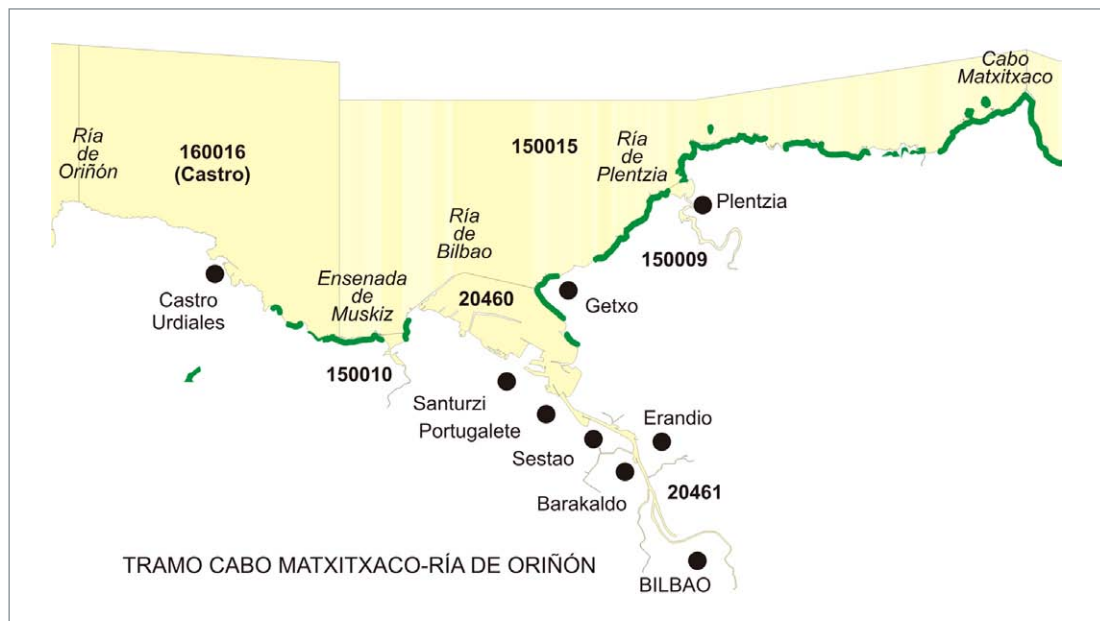 Cabo
Matxitxaco
Ría
de
Oriñón
160016
(Castro)
150015
Ría
de
Plentzia
Plentzia
150009
Ría
de
Bilbao
Ensenada
de
Muskiz
20460
Getxo
Castro
Urdiales
150010
Santurzi
Portugalete
Erandio
Sestao
Barakaldo
20461
TRAMO CABO MATXITXACO-RÍA DE ORIÑÓN
BILBAO